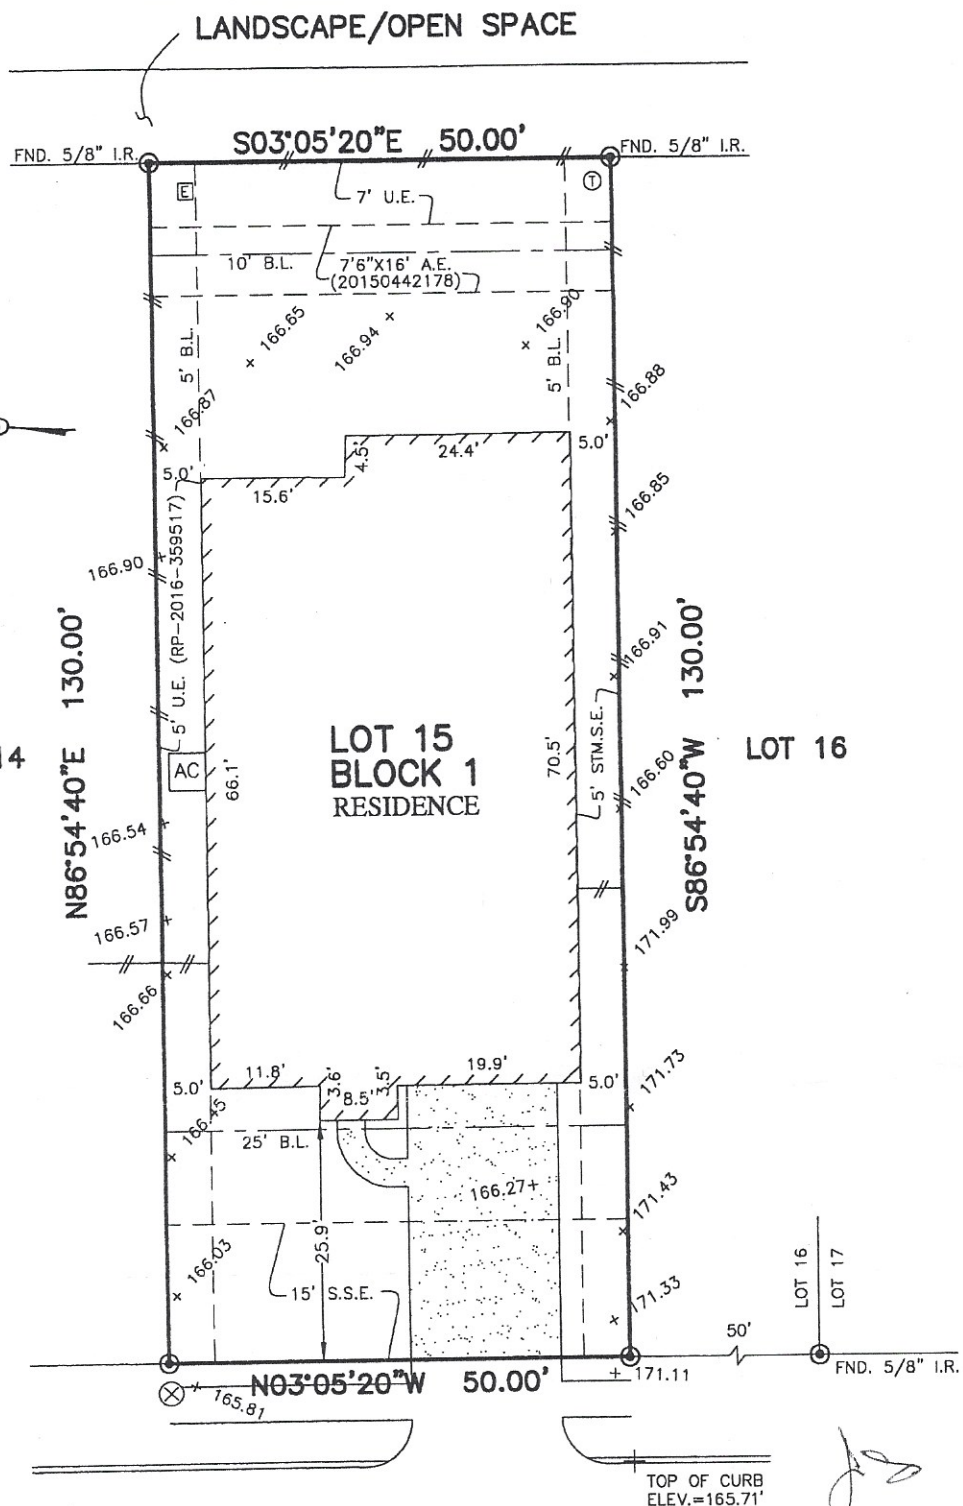 LANDSCAPE/OPEN SPACE
S03°05'20"E 50.00'
FND. 5/8" I.R.
FND. 5/8" I.R.
E
T
7' U.E.
10' B.L.
7'6"X16' A.E.
(20150442178)
166.65
166.94
166.90
5' B.L.
5' B.L.
166.87
166.88
4.5'
24.4'
5.0'
5.0'
15.6'
166.85
166.90
5' U.E. (RP-2016-359517)
N86°54'40"E 130.00'
166.91
S86°54'40"W 130.00'
5' STM.S.E.
14
LOT 15
BLOCK 1
RESIDENCE
LOT 16
AC
66.1'
70.5'
166.60
166.54
166.57
171.99
166.66
5.0'
11.8'
3.6'
8.5'
3.5'
19.9'
5.0'
171.73
166.45
25' B.L.
166.27+
171.43
25.9'
166.03
15' S.S.E.
171.33
LOT 16
LOT 17
50'
FND. 5/8" I.R.
N03°05'20"W 50.00'
+171.11
165.81
TOP OF CURB
ELEV.=165.71'